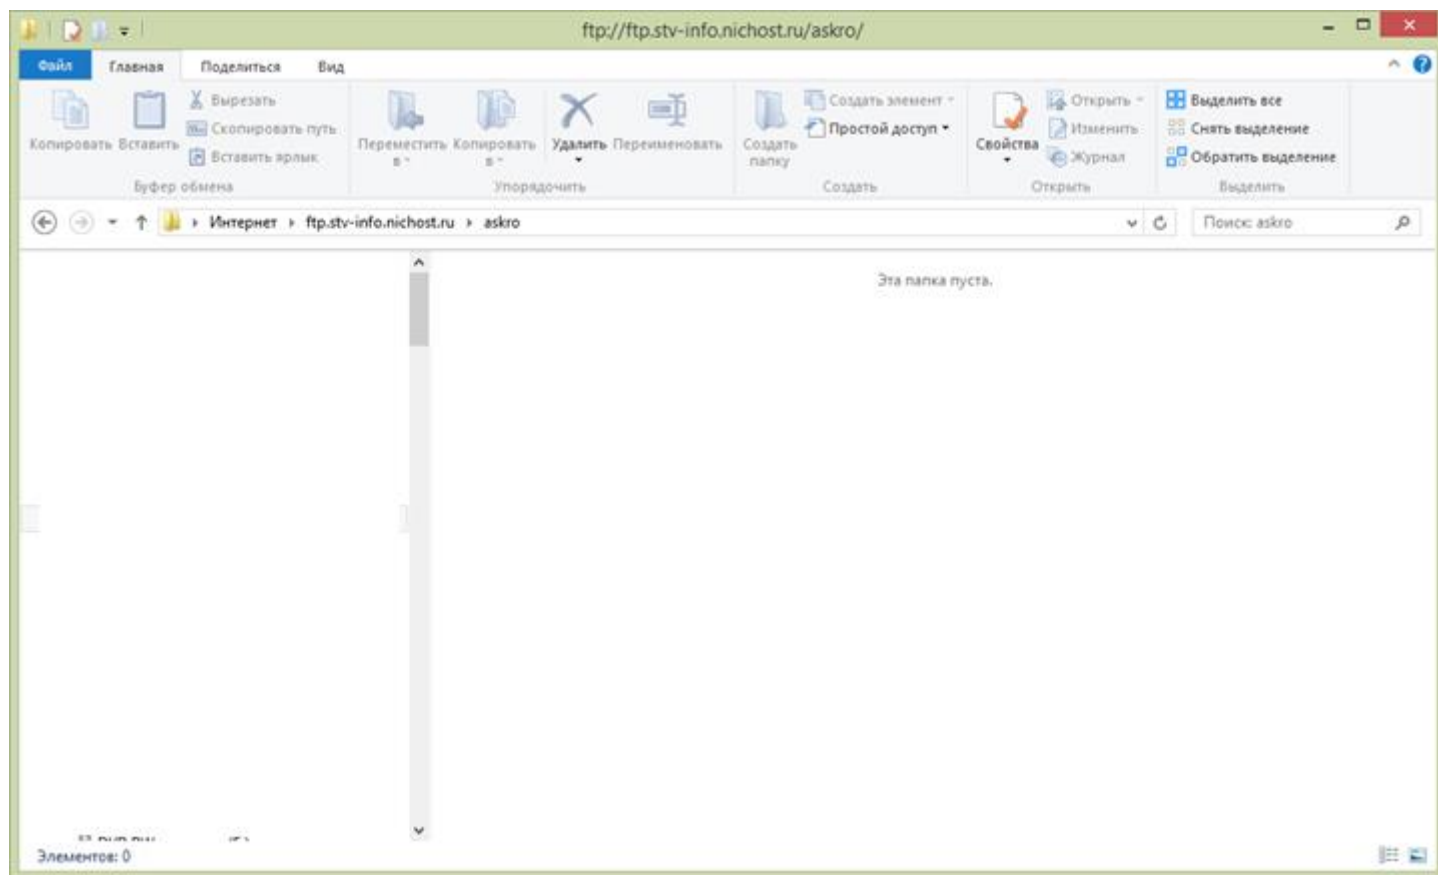 ftp://ftp.stv-info.nichost.ru/askro/
Файл Главная Поделиться Вид
Копировать Вставить
Вырезать
Скопировать путь
Вставить ярлык
Буфер обмена
Переместить в Копировать в Удалить Переименовать
Упорядочить
Создать папку
Создать элемент
Простой доступ
Создать
Свойства
Открыть
Изменить
Журнал
Открыть
Выделить все
Снять выделение
Обратить выделение
Выделить
Интернет ftp.stv-info.nichost.ru askro
Поиск: askro
Эта папка пуста.
Элементов: 0